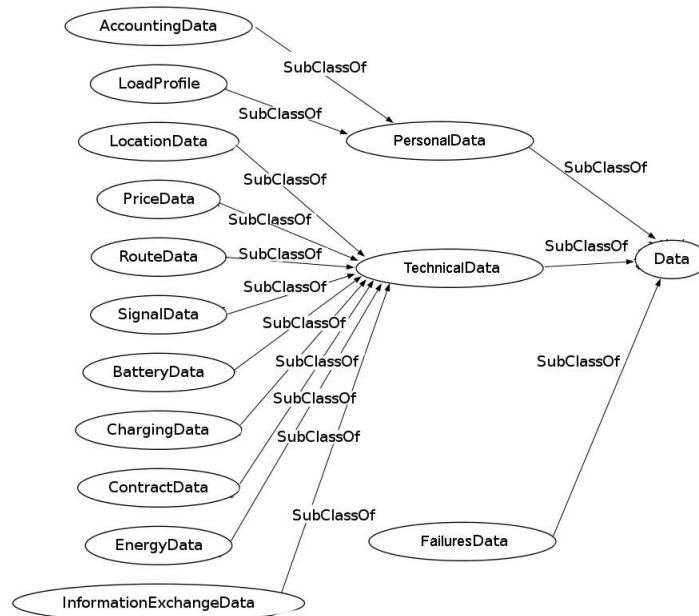 AccountingData
SubClassOf
LoadProfile
SubClassOf
LocationData
PersonalData
SubClassOf
SubClassOf
PriceData
SubClassOf
RouteData
SubClassOf
TechnicalData
SubClassOf
Data
SignalData
SubClassOf
SubClassOf
BatteryData
SubClassOf
SubClassOf
SubClassOf
ChargingData
SubClassOf
ContractData
SubClassOf
EnergyData
FailuresData
InformationExchangeData